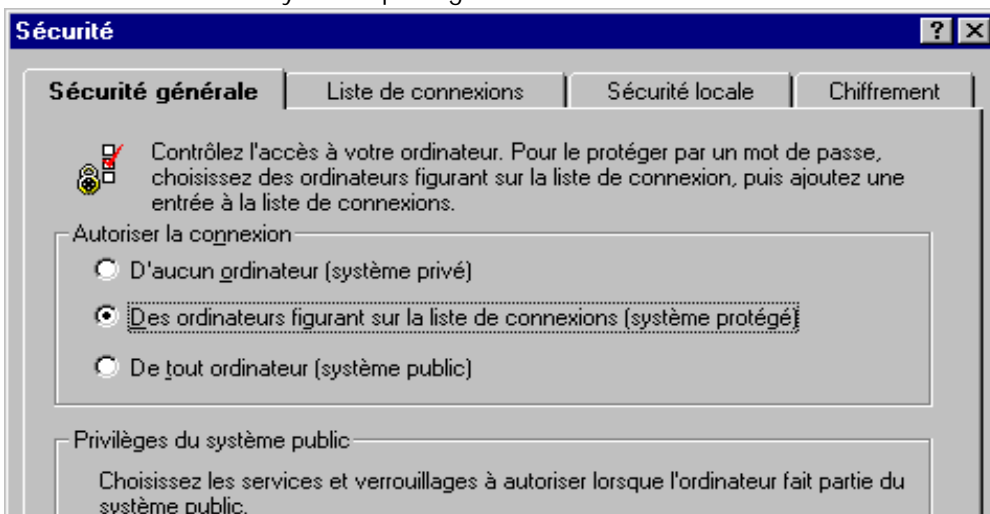 Sécurité
Sécurité générale Liste de connexions Sécurité locale Chiffrement
Contrôlez l'accès à votre ordinateur. Pour le protéger par un mot de passe,
choisissez des ordinateurs figurant sur la liste de connexion, puis ajoutez une
entrée à la liste de connexions.
Autoriser la connexion
D'aucun ordinateur (système privé)
Des ordinateurs figurant sur la liste de connexions (système protégé)
De tout ordinateur (système public)
Privilèges du système public
Choisissez les services et verrouillages à autoriser lorsque l'ordinateur fait partie du
système public.